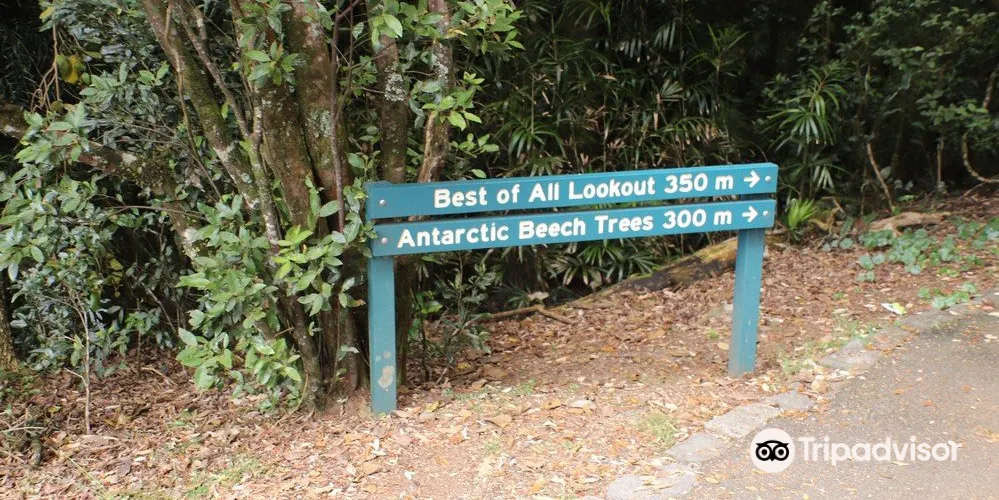 Best of All Lookout 350 m →
Antarctic Beech Trees 300 m →
Tripadvisor